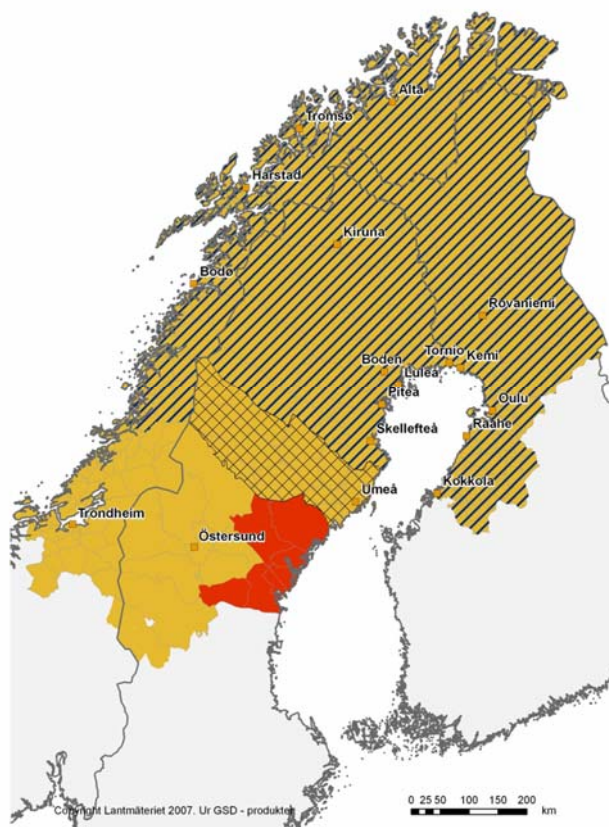 Alta
Tromsø
Harstad
Kiruna
Bodø
Rovaniemi
Tornio
Kemi
Boden
Luleå
Piteå
Oulu
Raahe
Skellefteå
Kokkola
Umeå
Trondheim
Östersund
Copyright Lantmäteriet 2007. Ur GSD - produkter
0 25 50 100 150 200
km